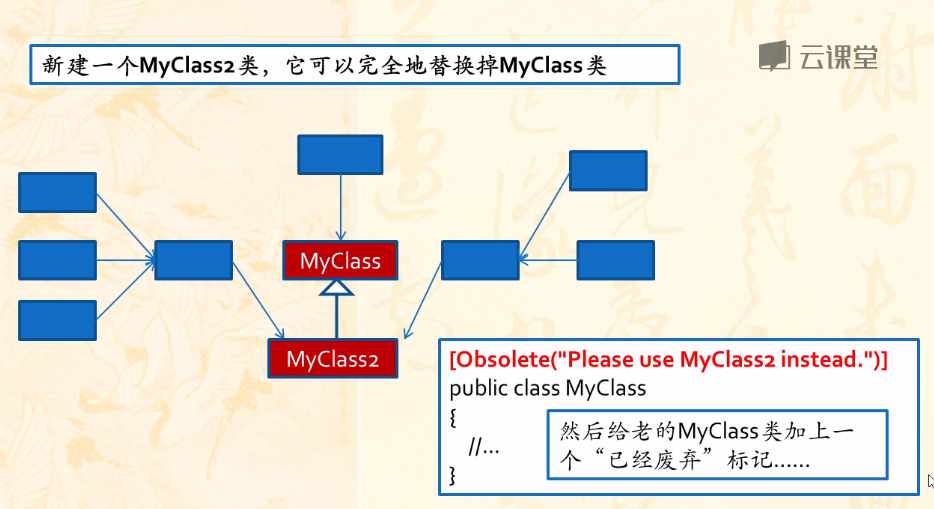 新建一个MyClass2类，它可以完全地替换掉MyClass类
云课堂
MyClass
MyClass2
[Obsolete("Please use MyClass2 instead.")]
public class MyClass
{
//...
}
然后给老的MyClass类加上一
个“已经废弃”标记......